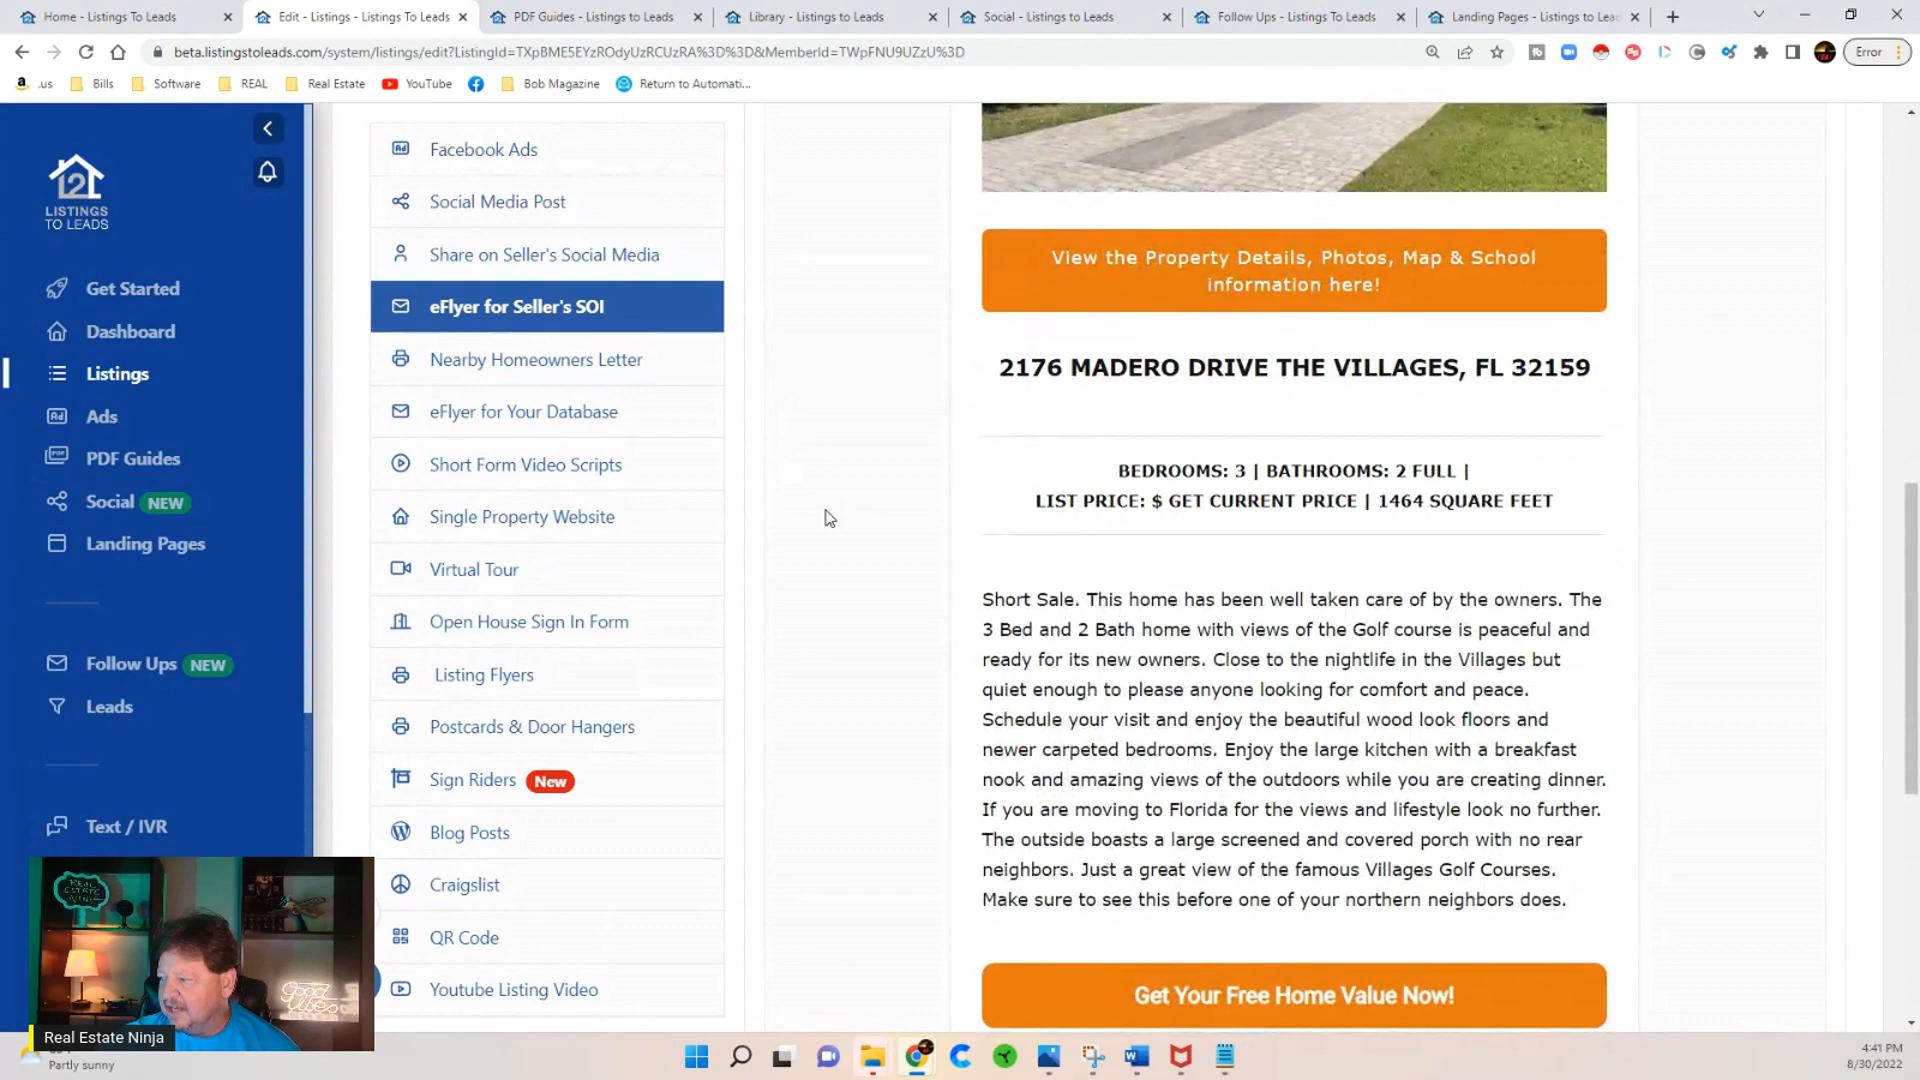 Home - Listings To Leads
Edit - Listings - Listings To Leads
PDF Guides - Listings to Leads
Library - Listings to Leads
Social - Listings to Leads
Follow Ups - Listings To Leads
Landing Pages - Listings to Lead
beta.listingstoleads.com/system/listings/edit?ListingId=TXpBME5EYzROdyUzRCUzRA%3D%3D&MemberId=TWpFNU9UZzU%3D
Error
.us
Bills
Software
REAL
Real Estate
YouTube
Bob Magazine
Return to Automati...
L2L
LISTINGS
TO LEADS
Get Started
Dashboard
Listings
Ads
PDF Guides
Social NEW
Landing Pages
Follow Ups NEW
Leads
Text / IVR
Facebook Ads
Social Media Post
Share on Seller's Social Media
eFlyer for Seller's SOI
Nearby Homeowners Letter
eFlyer for Your Database
Short Form Video Scripts
Single Property Website
Virtual Tour
Open House Sign In Form
Listing Flyers
Postcards & Door Hangers
Sign Riders New
Blog Posts
Craigslist
QR Code
Youtube Listing Video
View the Property Details, Photos, Map & School
information here!
2176 MADERO DRIVE THE VILLAGES, FL 32159
BEDROOMS: 3 | BATHROOMS: 2 FULL |
LIST PRICE: $ GET CURRENT PRICE | 1464 SQUARE FEET
Short Sale. This home has been well taken care of by the owners. The
3 Bed and 2 Bath home with views of the Golf course is peaceful and
ready for its new owners. Close to the nightlife in the Villages but
quiet enough to please anyone looking for comfort and peace.
Schedule your visit and enjoy the beautiful wood look floors and
newer carpeted bedrooms. Enjoy the large kitchen with a breakfast
nook and amazing views of the outdoors while you are creating dinner.
If you are moving to Florida for the views and lifestyle look no further.
The outside boasts a large screened and covered porch with no rear
neighbors. Just a great view of the famous Villages Golf Courses.
Make sure to see this before one of your northern neighbors does.
Get Your Free Home Value Now!
REAL
ESTATE
NINJA
Good
Vibes
Real Estate Ninja
Partly sunny
4:41 PM
8/30/2022